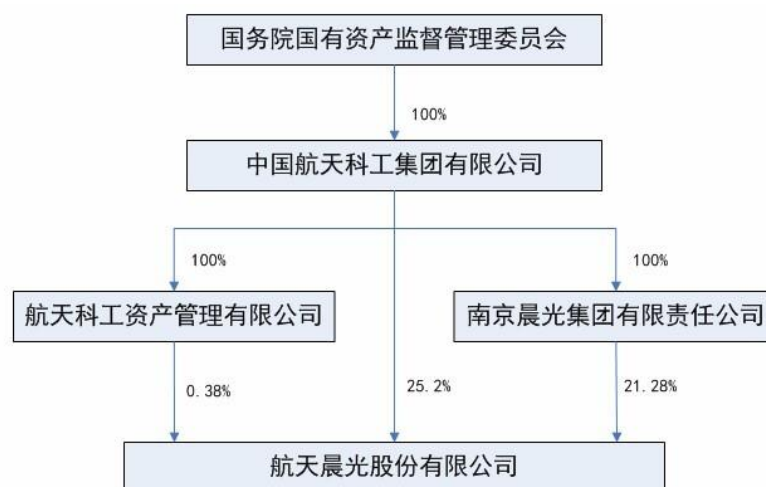 国务院国有资产监督管理委员会
100%
中国航天科工集团有限公司
100%
100%
航天科工资产管理有限公司
南京晨光集团有限责任公司
0.38%
25.2%
21.28%
航天晨光股份有限公司